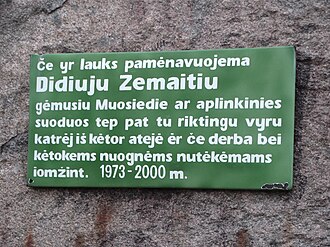 Če yr lauks pamėnavuojema
Didiuju Zemaitiu
gėmusiu Muosiedie ar aplinkinies
suoduos tep pat tu riktingu vyru
katrėj iš kėtor atejė ėr če derba bei
kėtokems nuognėms nutėkėmams
iomžint. 1973-2000 m.